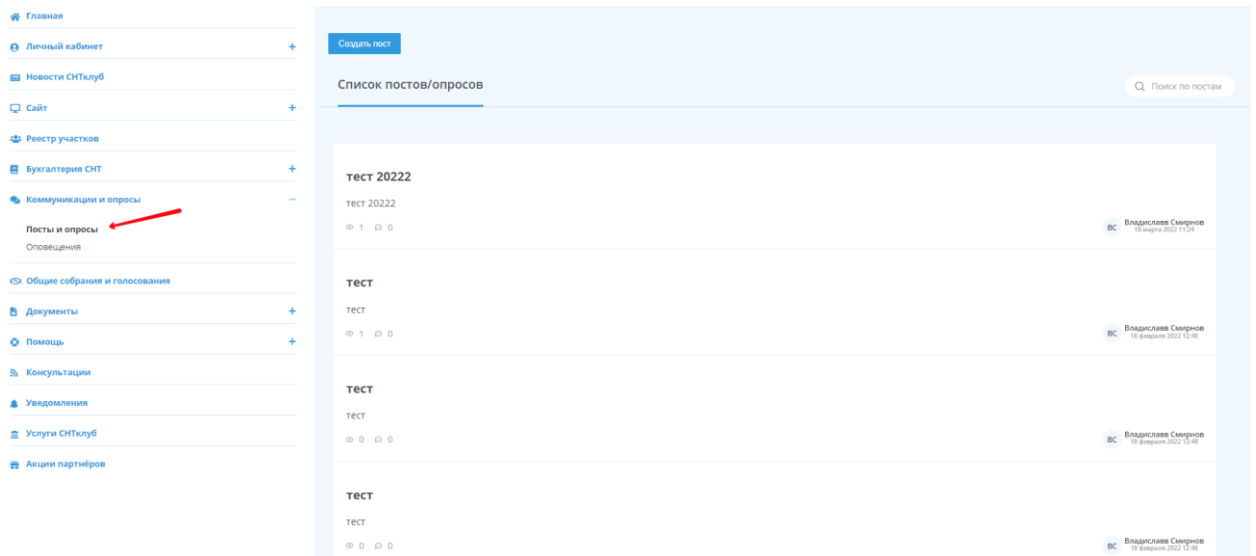 Главная
Личный кабинет
Новости СНТклуб
Сайт
Реестр участков
Бухгалтерия СНТ
Коммуникации и опросы
Посты и опросы
Оповещения
Общие собрания и голосования
Документы
Помощь
Консультации
Уведомления
Услуги СНТклуб
Акции партнёров
Создать пост
Список постов/опросов
Поиск по постам
тест 20222
тест 20222
1 0
ВС Владиславв Смирнов
18 марта 2022 11:24
тест
тест
1 0
ВС Владиславв Смирнов
18 февраля 2022 12:48
тест
тест
0 0
ВС Владиславв Смирнов
18 февраля 2022 12:48
тест
тест
0 0
ВС Владиславв Смирнов
18 февраля 2022 12:48